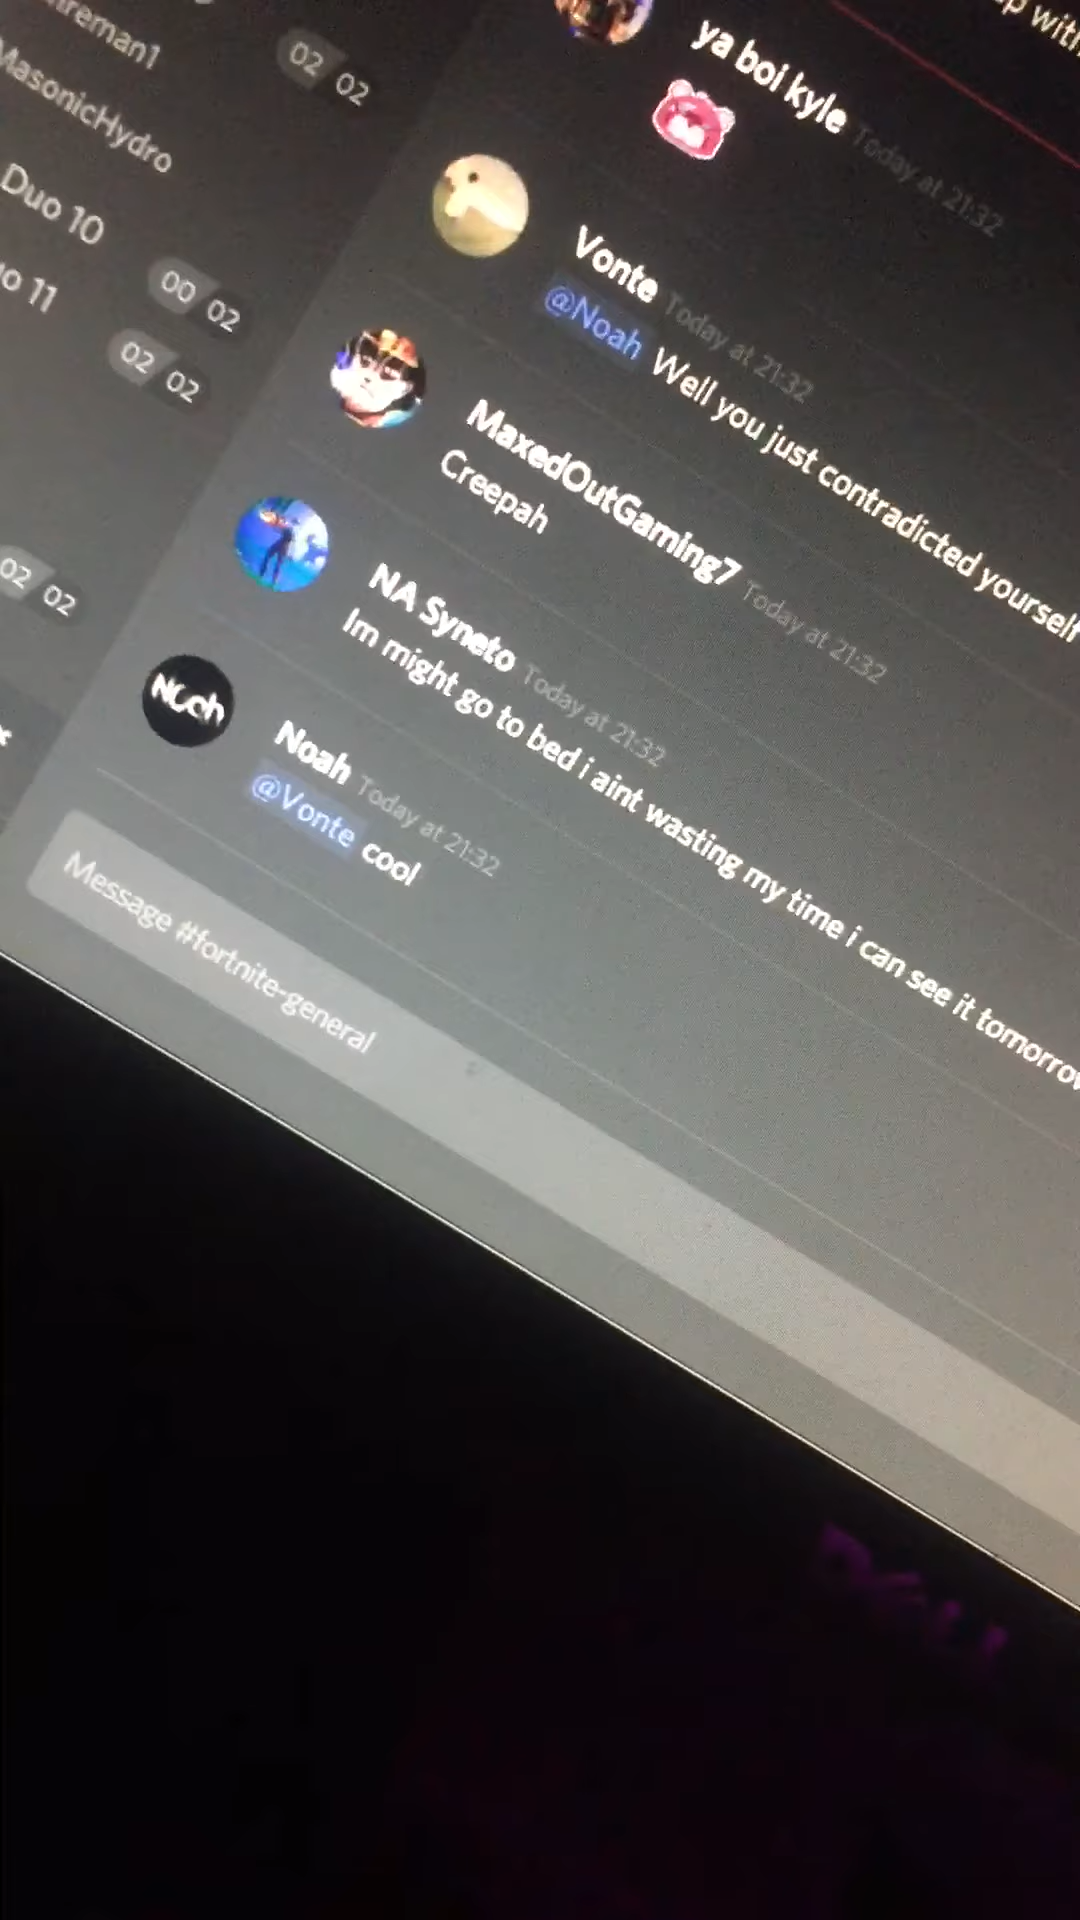 ireman1
02 02
MasonicHydro
Duo 10
00 02
o 11
02 02
02 02
p with
ya boi kyle Today at 21:32
Vonte Today at 21:32
@Noah Well you just contradicted yourself
MaxedOutGaming7 Today at 21:32
Creepah
NA Syneto Today at 21:32
Im might go to bed i aint wasting my time i can see it tomorrow
Noah Today at 21:32
@Vonte cool
NOah
Message #fortnite-general